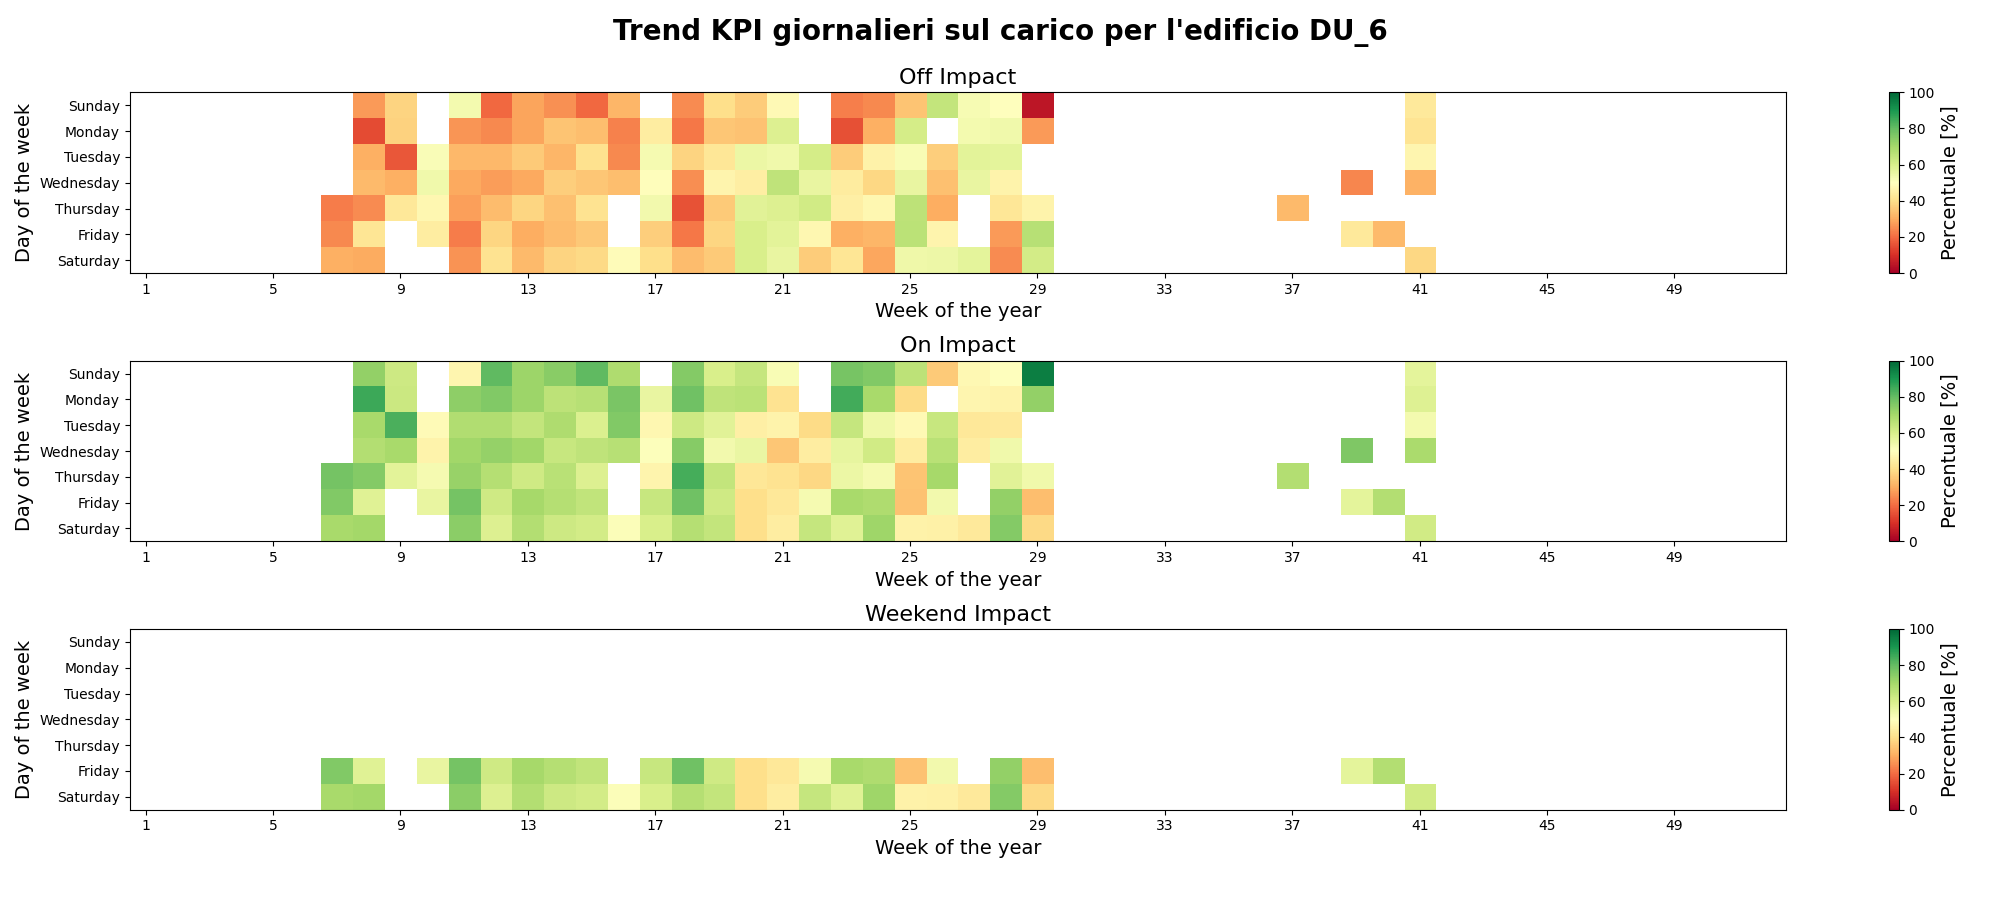 Trend KPI giornalieri sul carico per l'edificio DU_6
Off Impact
Day of the week
Sunday
Monday
Tuesday
Wednesday
Thursday
Friday
Saturday
1 5 9 13 17 21 25 29 33 37 41 45 49
Week of the year
100
80
60
40
20
0
Percentuale [%]
On Impact
Day of the week
Sunday
Monday
Tuesday
Wednesday
Thursday
Friday
Saturday
1 5 9 13 17 21 25 29 33 37 41 45 49
Week of the year
100
80
60
40
20
0
Percentuale [%]
Weekend Impact
Day of the week
Sunday
Monday
Tuesday
Wednesday
Thursday
Friday
Saturday
1 5 9 13 17 21 25 29 33 37 41 45 49
Week of the year
100
80
60
40
20
0
Percentuale [%]